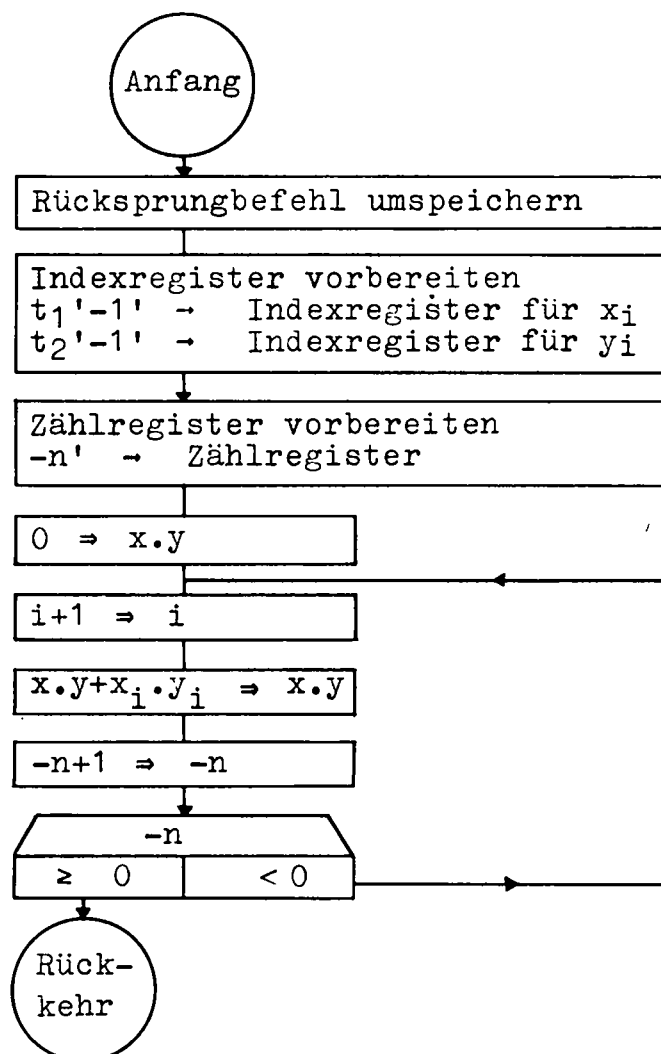 Anfang
Rücksprungbefehl umspeichern
Indexregister vorbereiten
t₁'-1' → Indexregister für xᵢ
t₂'-1' → Indexregister für yᵢ
Zählregister vorbereiten
-n' → Zählregister
0 ⇒ x.y
i+1 ⇒ i
x.y+xᵢ.yᵢ ⇒ x.y
-n+1 ⇒ -n
-n
≥ 0 < 0
Rück-
kehr